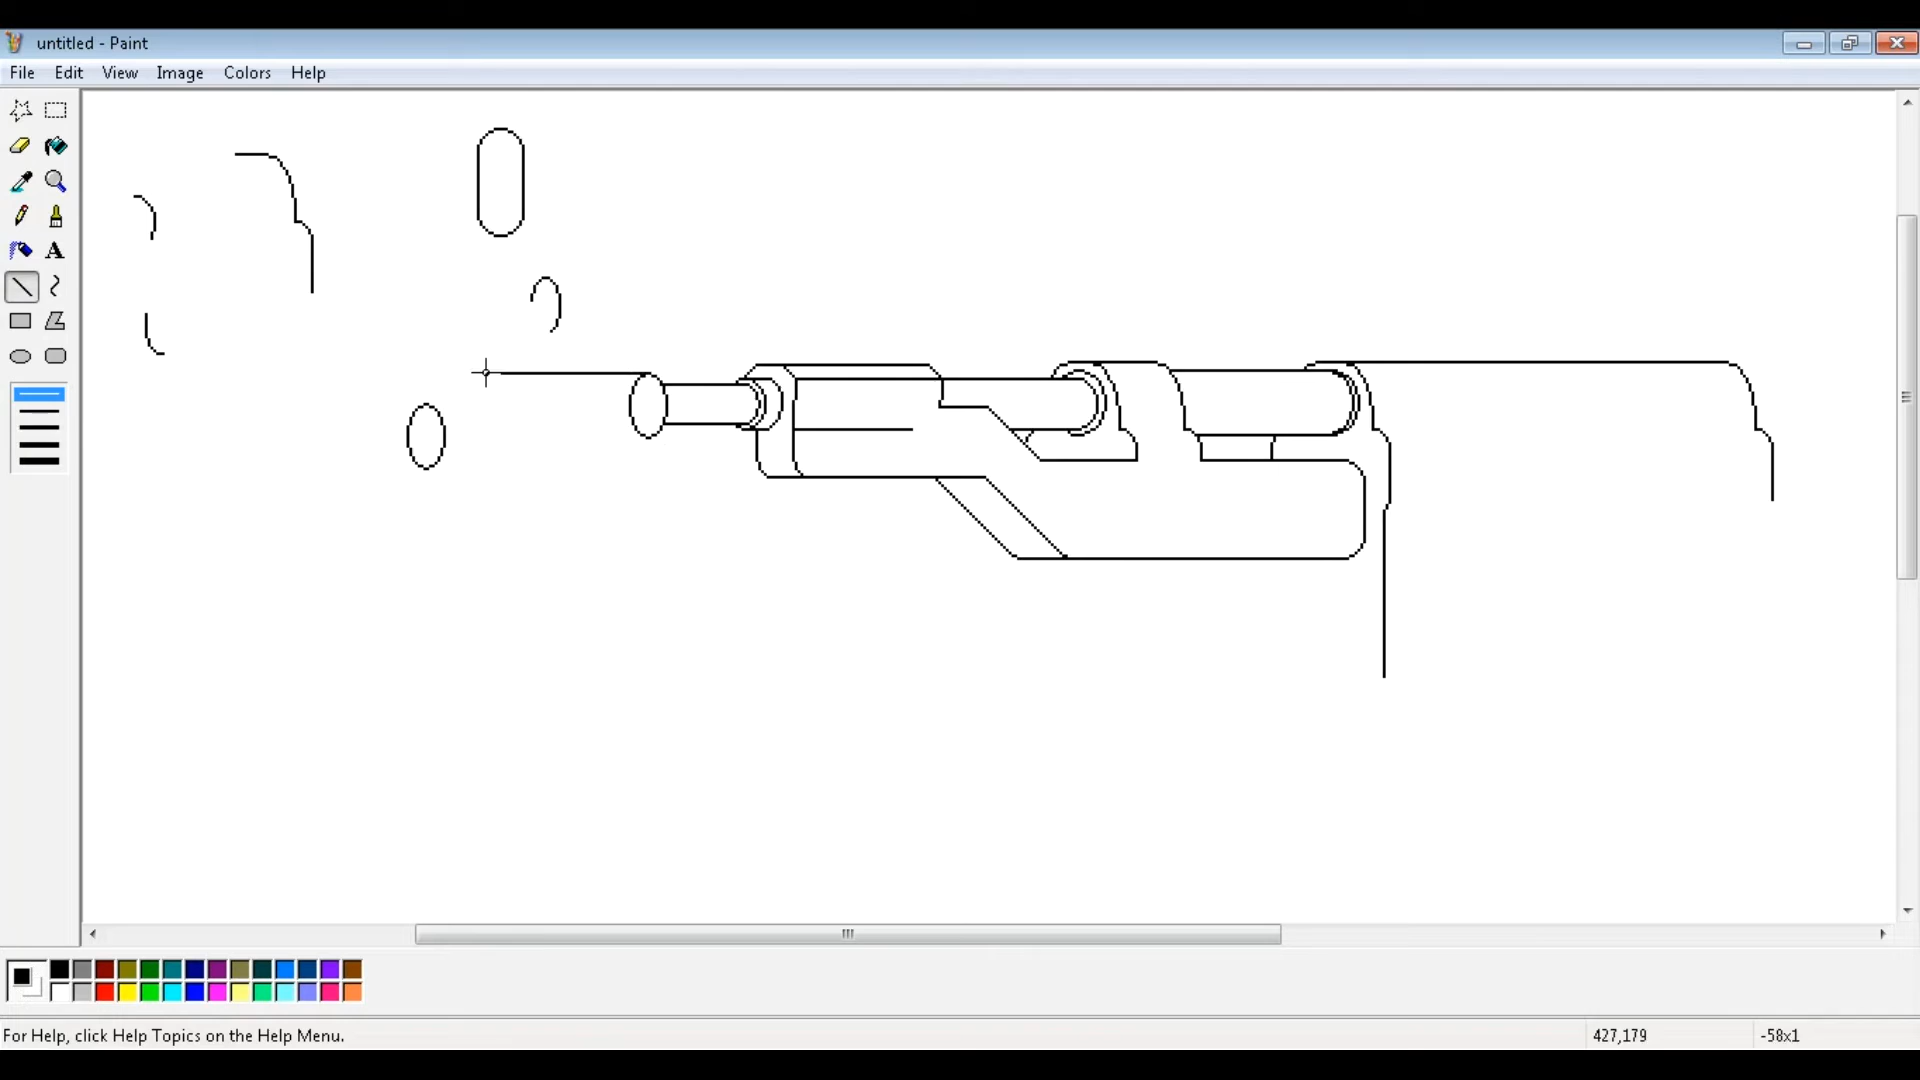 untitled - Paint
File Edit View Image Colors Help
A
For Help, click Help Topics on the Help Menu.
427,179
-58x1